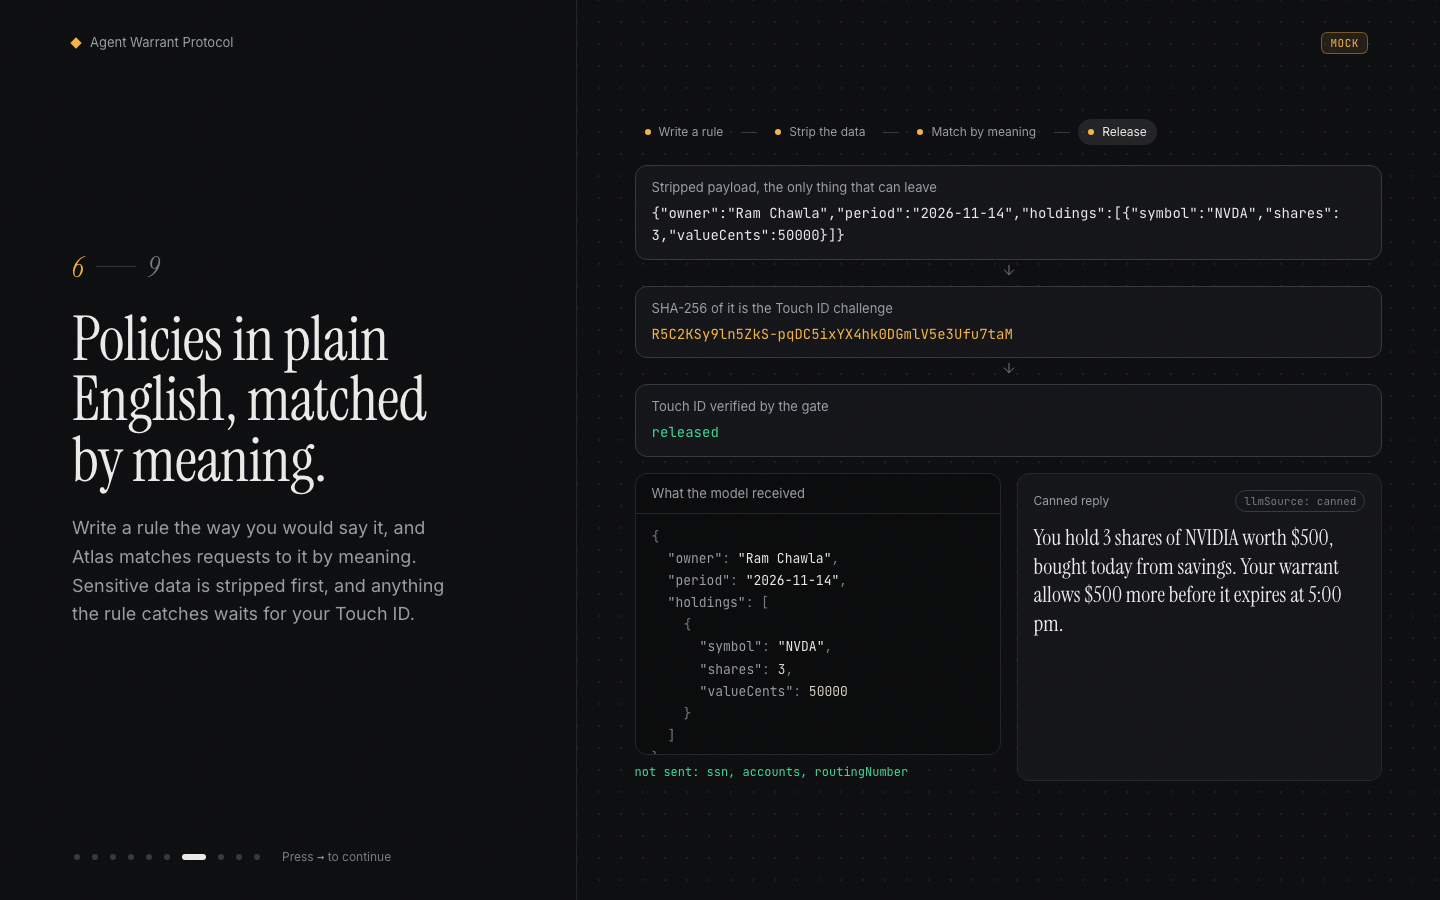 Agent Warrant Protocol
MOCK
6 — 9
Policies in plain
English, matched
by meaning.
Write a rule the way you would say it, and
Atlas matches requests to it by meaning.
Sensitive data is stripped first, and anything
the rule catches waits for your Touch ID.
Press → to continue
Write a rule — Strip the data — Match by meaning — Release
Stripped payload, the only thing that can leave
{"owner":"Ram Chawla","period":"2026-11-14","holdings":[{"symbol":"NVDA","shares":
3,"valueCents":50000}]}
↓
SHA-256 of it is the Touch ID challenge
R5C2KSy9ln5ZkS-pqDC5ixYX4hk0DGmlV5e3Ufu7taM
↓
Touch ID verified by the gate
released
What the model received
{
"owner": "Ram Chawla",
"period": "2026-11-14",
"holdings": [
{
"symbol": "NVDA",
"shares": 3,
"valueCents": 50000
}
]
not sent: ssn, accounts, routingNumber
Canned reply
llmSource: canned
You hold 3 shares of NVIDIA worth $500,
bought today from savings. Your warrant
allows $500 more before it expires at 5:00
pm.